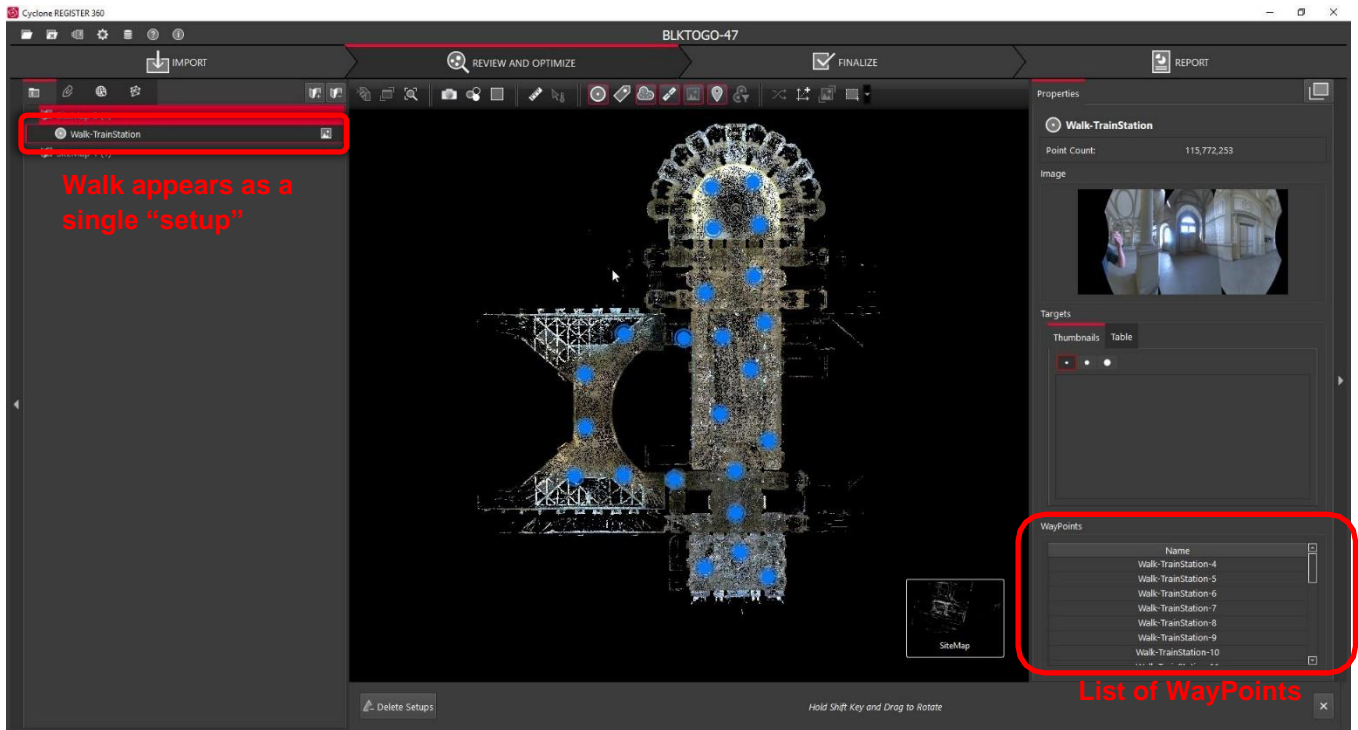 Cyclone REGISTER 360
BLKTOGO-47
IMPORT
REVIEW AND OPTIMIZE
FINALIZE
REPORT
Walk-TrainStation
Walk appears as a
single “setup”
Properties
Walk-TrainStation
Point Count: 115,772,253
Image
Targets
Thumbnails Table
WayPoints
Name
Walk-TrainStation-4
Walk-TrainStation-5
Walk-TrainStation-6
Walk-TrainStation-7
Walk-TrainStation-8
Walk-TrainStation-9
Walk-TrainStation-10
List of WayPoints
SiteMap
Delete Setups
Hold Shift Key and Drag to Rotate